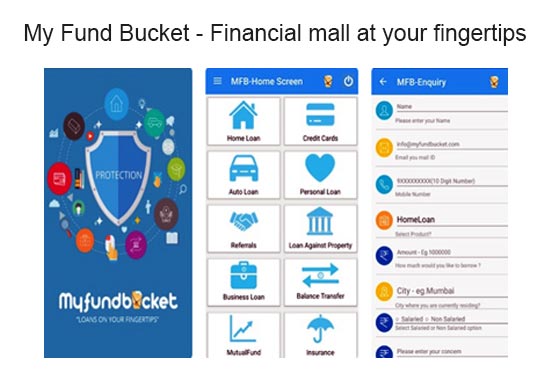 My Fund Bucket - Financial mall at your fingertips
PROTECTION
Myfundbucket
"LOANS ON YOUR FINGERTIPS"
MFB-Home Screen
Home Loan
Credit Cards
Auto Loan
Personal Loan
Referrals
Loan Against Property
Business Loan
Balance Transfer
MutualFund
Insurance
MFB-Enquiry
Name
Please enter your Name
info@myfundbucket.com
Email you mail ID
9XXXXXXXXX(10 Digit Number)
Mobile Number
HomeLoan
Select Product?
Amount - Eg 1000000
How much would you like to borrow ?
City - eg.Mumbai
City where you are currently residing?
Salaried Non Salaried
Select Salaried or Non Salaried option
Please enter your concern